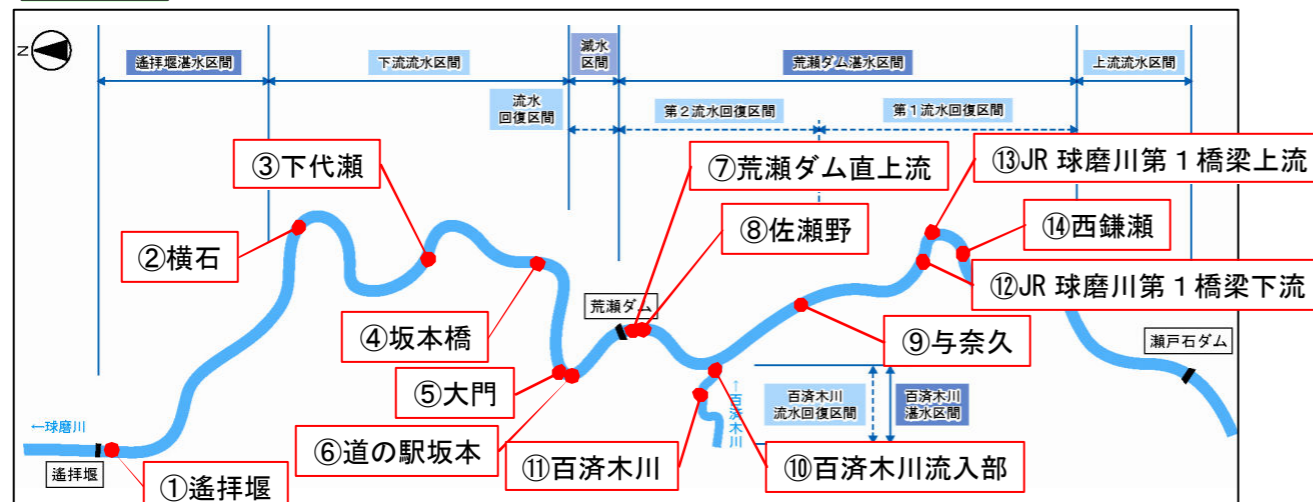 N
遙拝堰湛水区間
下流流水区間
減水
区間
荒瀬ダム湛水区間
上流流水区間
流水
回復区間
第2流水回復区間
第1流水回復区間
③下代瀬
⑦荒瀬ダム直上流
⑬JR 球磨川第1橋梁上流
②横石
⑧佐瀬野
⑭西鎌瀬
⑫JR 球磨川第1橋梁下流
荒瀬ダム
④坂本橋
⑨与奈久
瀬戸石ダム
⑤大門
百済木川
流水回復区間
百済木川
湛水区間
←百済木川
←球磨川
⑥道の駅坂本
⑪百済木川
⑩百済木川流入部
遙拝堰
①遙拝堰